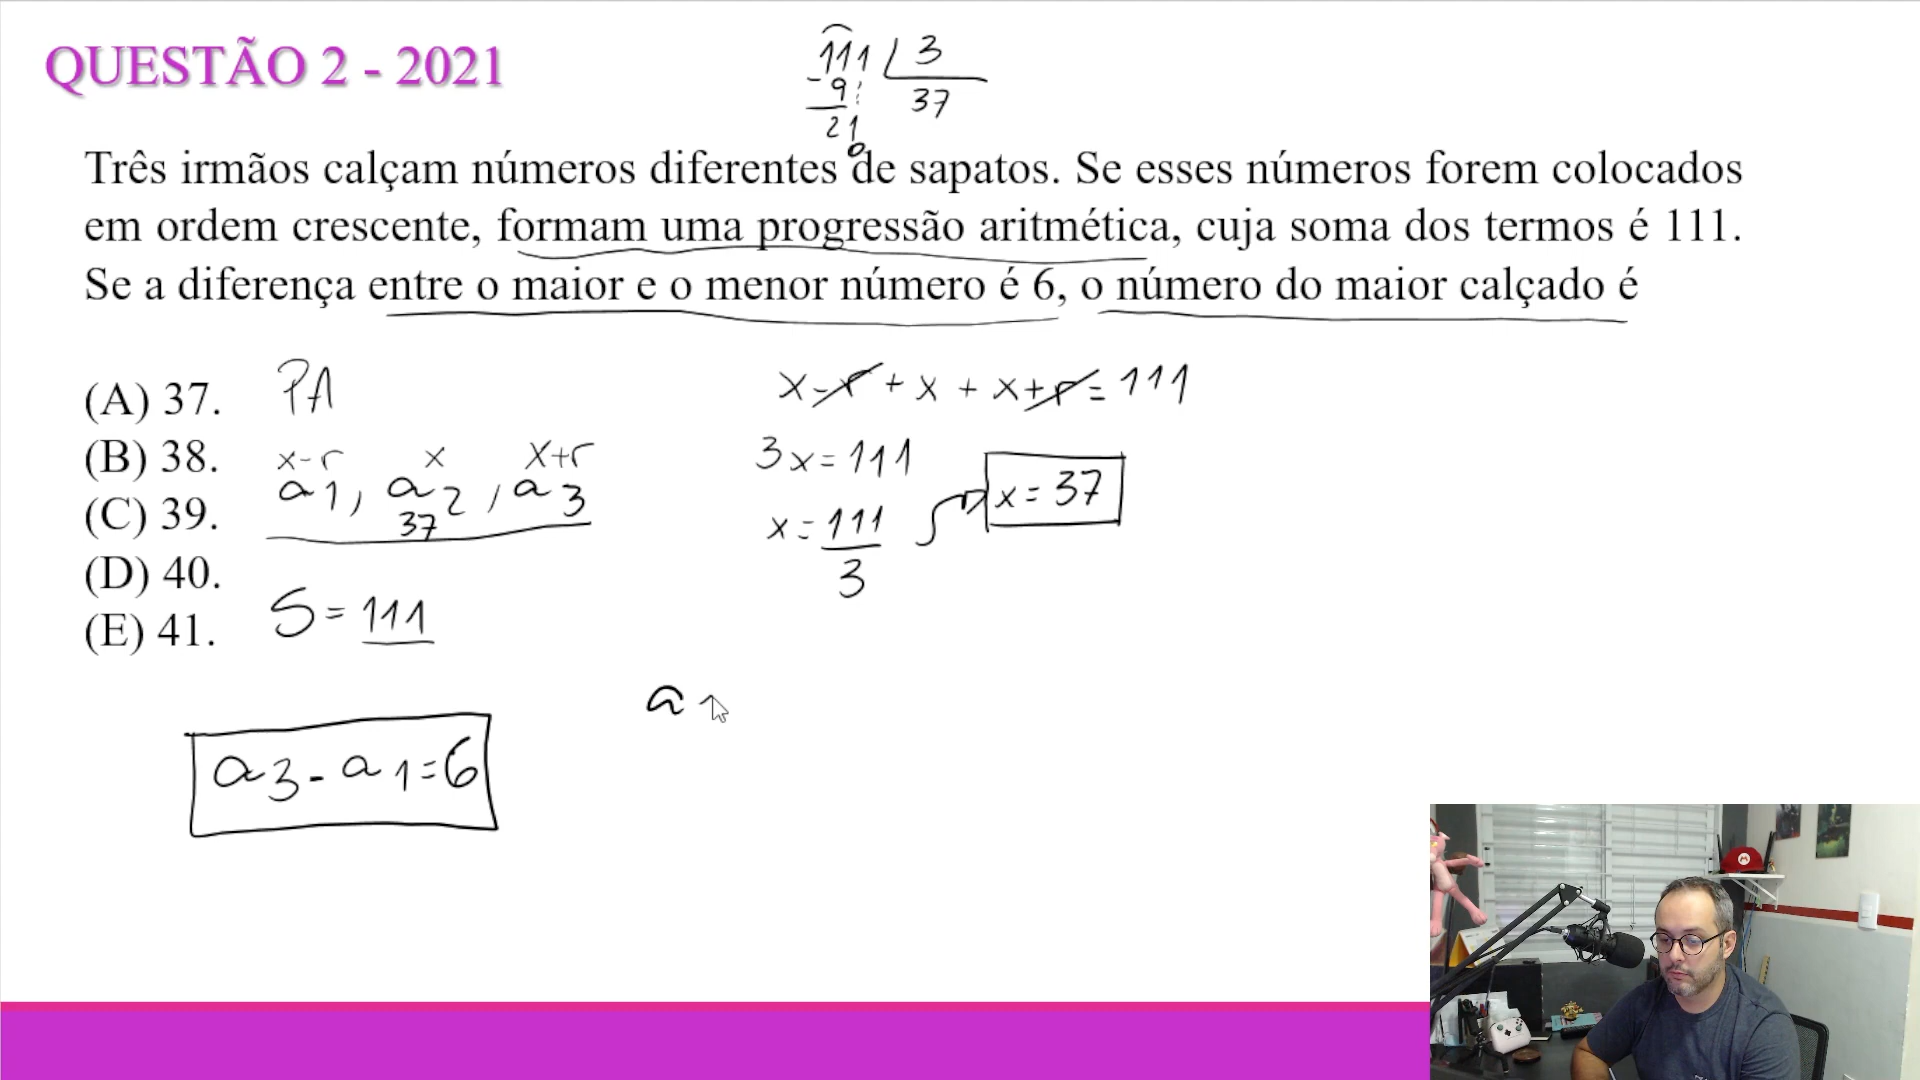 QUESTÃO 2 - 2021
111 3
- 9 37
21
0
Três irmãos calçam números diferentes de sapatos. Se esses números forem colocados
em ordem crescente, formam uma progressão aritmética, cuja soma dos termos é 111.
Se a diferença entre o maior e o menor número é 6, o número do maior calçado é
(A) 37.
(B) 38.
(C) 39.
(D) 40.
(E) 41.
PA
x-r x x+r
a1, a2, a3
37
S = 111
a3 - a1 = 6
x-r + x + x+r = 111
3x = 111
x = 111
3
x = 37
a